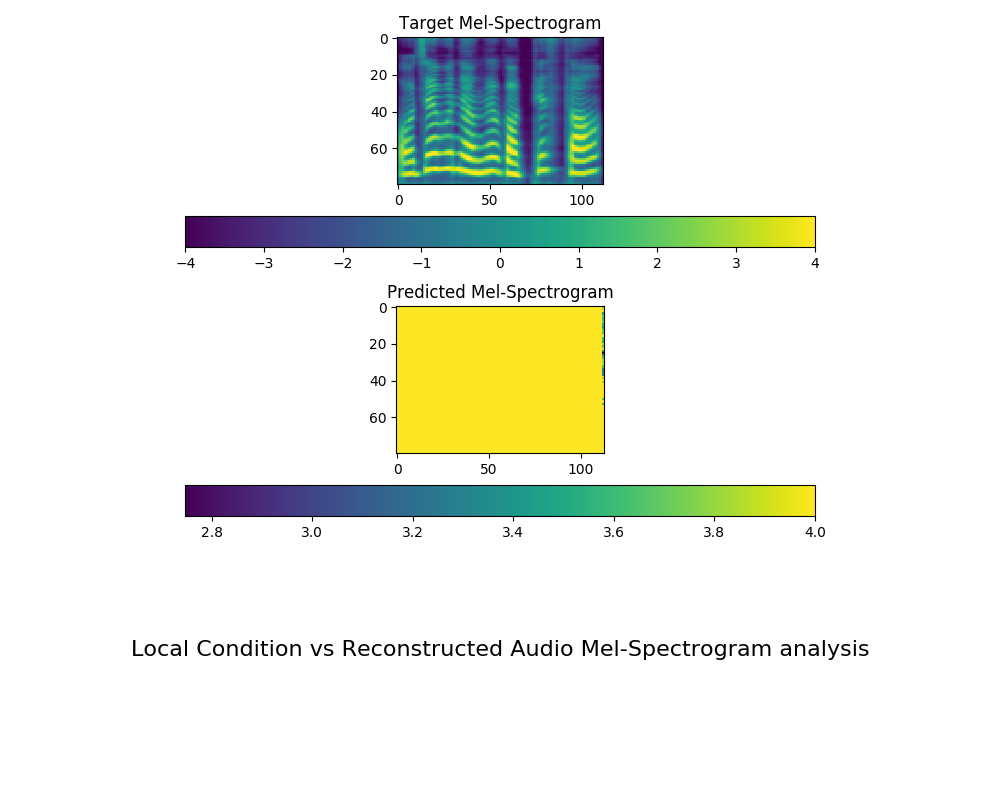 Target Mel-Spectrogram
0
20
40
60
0 50 100
−4 −3 −2 −1 0 1 2 3 4
Predicted Mel-Spectrogram
0
20
40
60
0 50 100
2.8 3.0 3.2 3.4 3.6 3.8 4.0
Local Condition vs Reconstructed Audio Mel-Spectrogram analysis